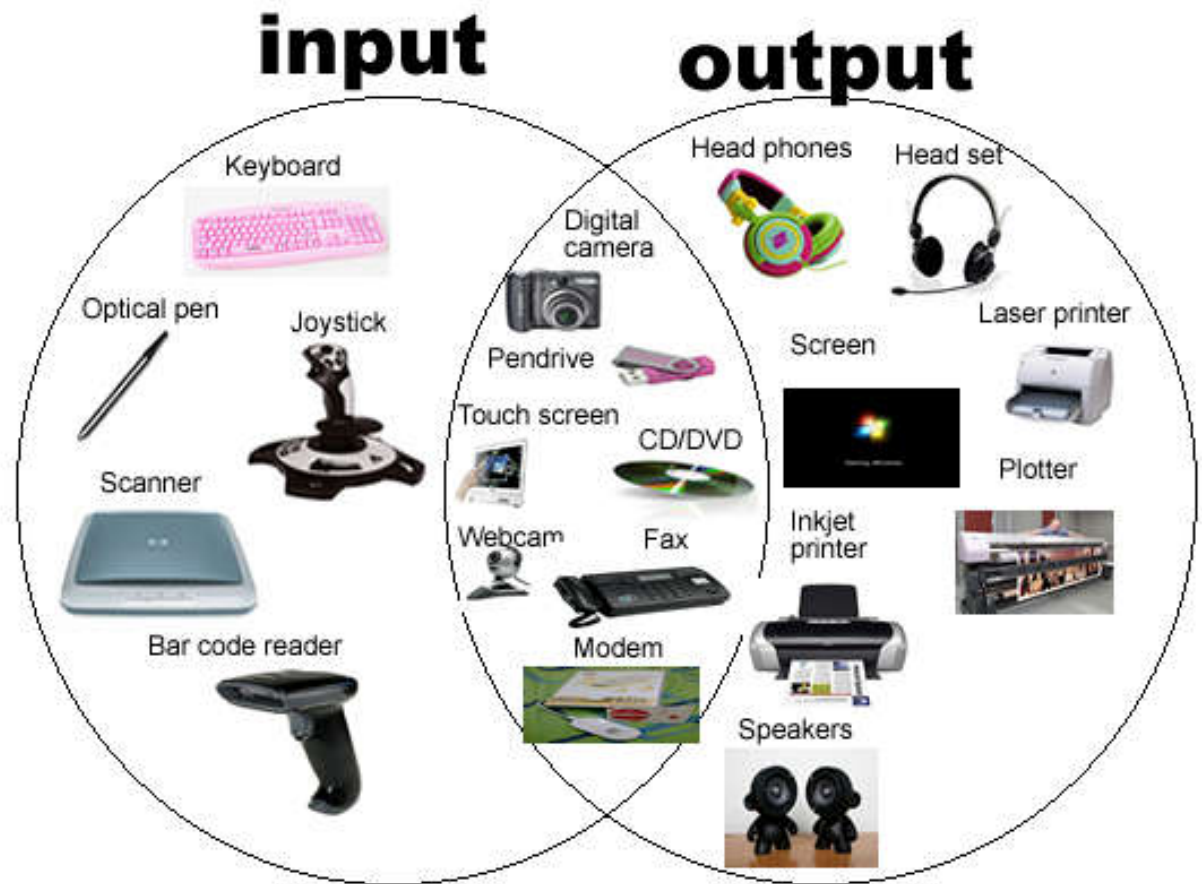 input
output
Keyboard
Optical pen
Joystick
Scanner
Bar code reader
Digital
camera
Pendrive
Touch screen
CD/DVD
Webcam
Fax
Modem
Head phones
Head set
Laser printer
Screen
Plotter
Inkjet
printer
Speakers